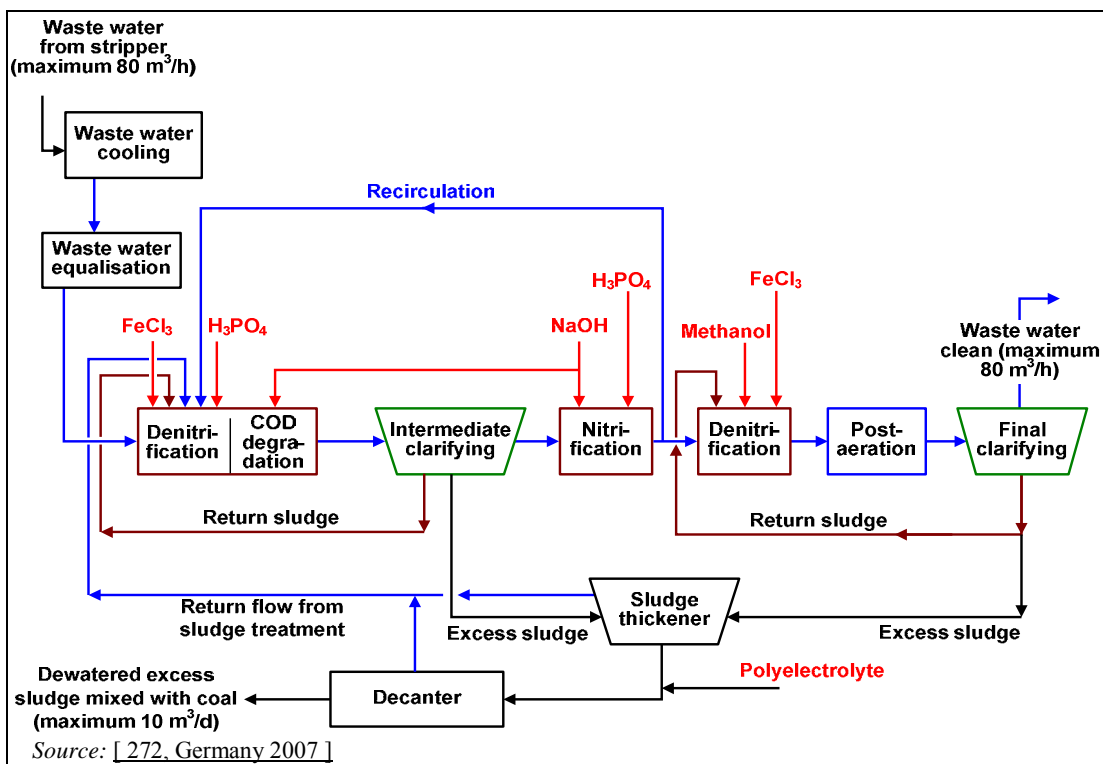 Waste water
from stripper
(maximum 80 m³/h)
Waste water
cooling
Recirculation
Waste water
equalisation
H₃PO₄
FeCl₃
FeCl₃
H₃PO₄
NaOH
Methanol
Waste water
clean (maximum
80 m³/h)
Denitri-
fication
COD
degra-
dation
Intermediate
clarifying
Nitri-
fication
Denitri-
fication
Post-
aeration
Final
clarifying
Return sludge
Return sludge
Return flow from
sludge treatment
Excess sludge
Sludge
thickener
Excess sludge
Polyelectrolyte
Dewatered excess
sludge mixed with coal
(maximum 10 m³/d)
Decanter
Source: [ 272, Germany 2007 ]